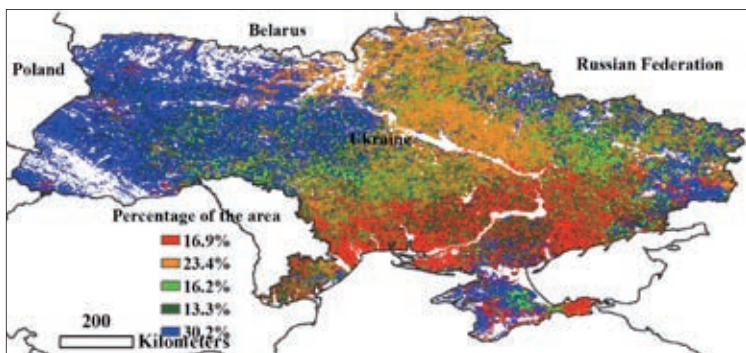 Belarus
Poland
Russian Federation
Ukraine
Percentage of the area
16.9%
23.4%
16.2%
13.3%
30.2%
200
Kilometers